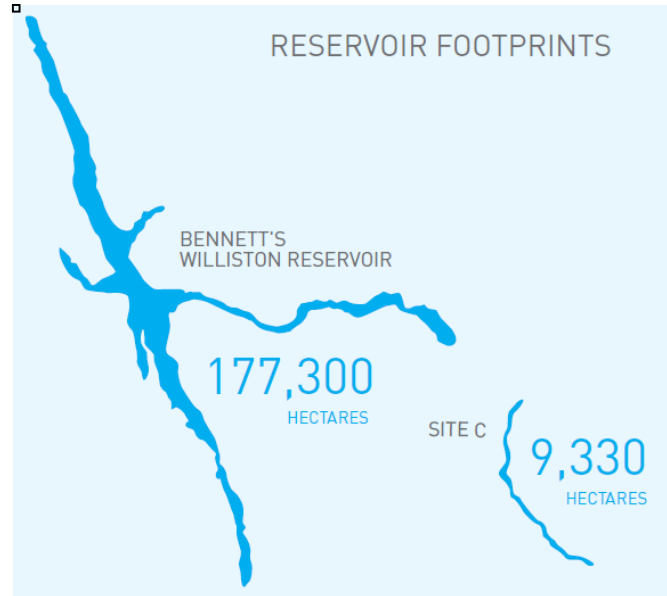 RESERVOIR FOOTPRINTS
BENNETT'S
WILLISTON RESERVOIR
177,300
HECTARES
SITE C
9,330
HECTARES